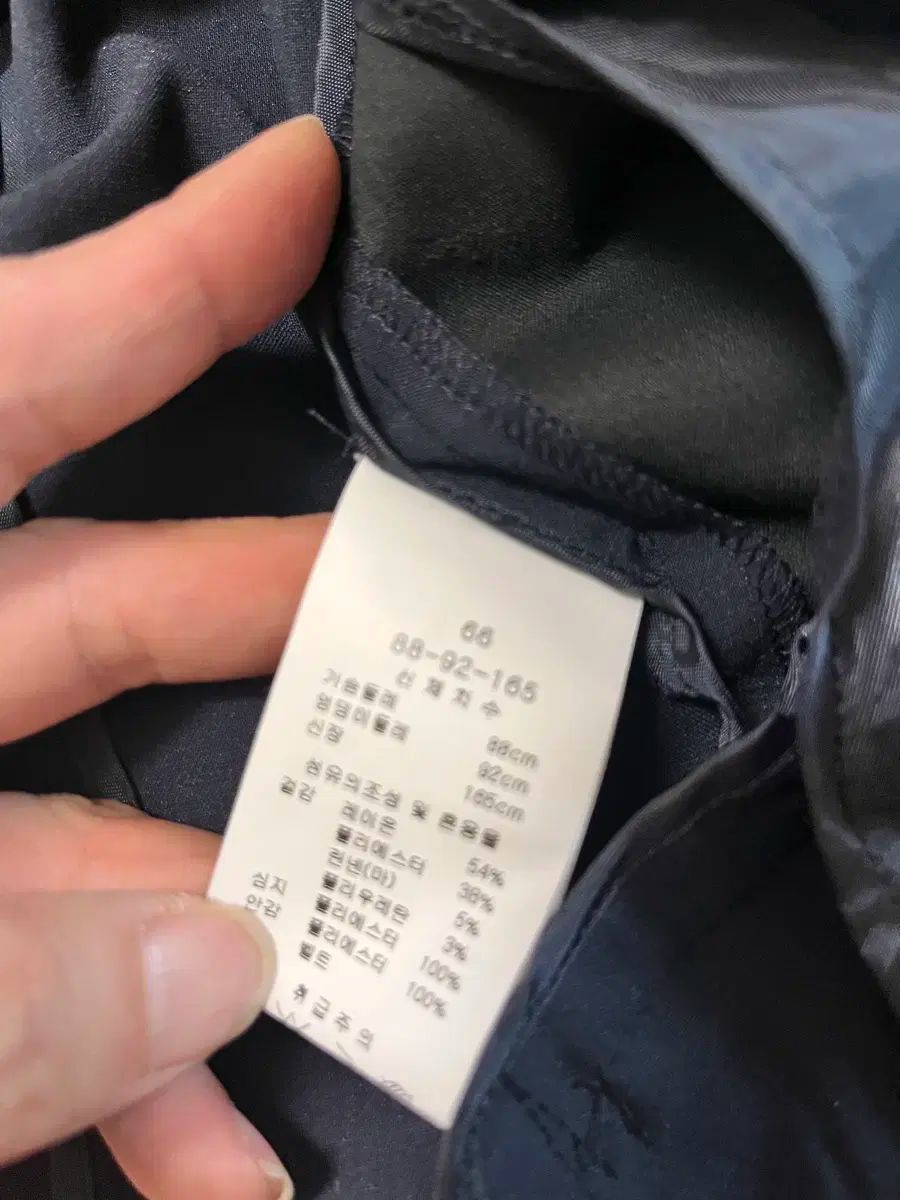 66
88-92-165
신체치수
가슴둘레 88cm
엉덩이둘레 92cm
신장 165cm
섬유의조성 및 혼용율
겉감 레이온 54%
폴리에스터 38%
린넨(마) 5%
폴리우레탄 3%
심지 폴리에스터 100%
안감 폴리에스터 100%
벨트
취급주의